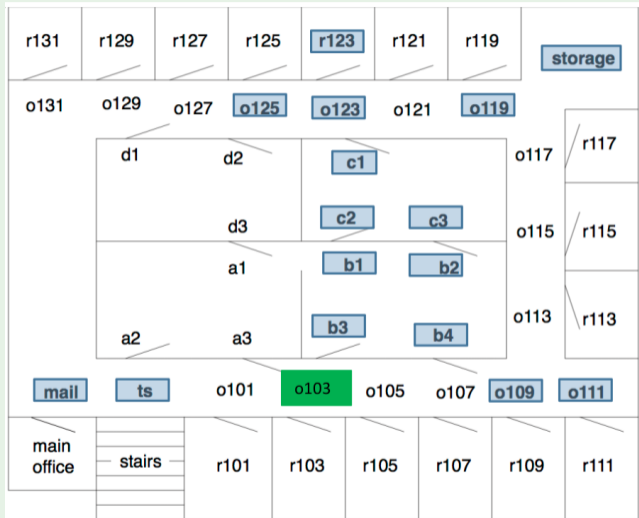 r131 r129 r127 r125 r123 r121 r119
storage
o131 o129 o127 o125 o123 o121 o119
r117
d1 d2 c1 o117
d3 c2 c3
o115 r115
a1 b1 b2
o113 r113
a2 a3 b3 b4
mail ts o101 o103 o105 o107 o109 o111
main
office
stairs r101 r103 r105 r107 r109 r111